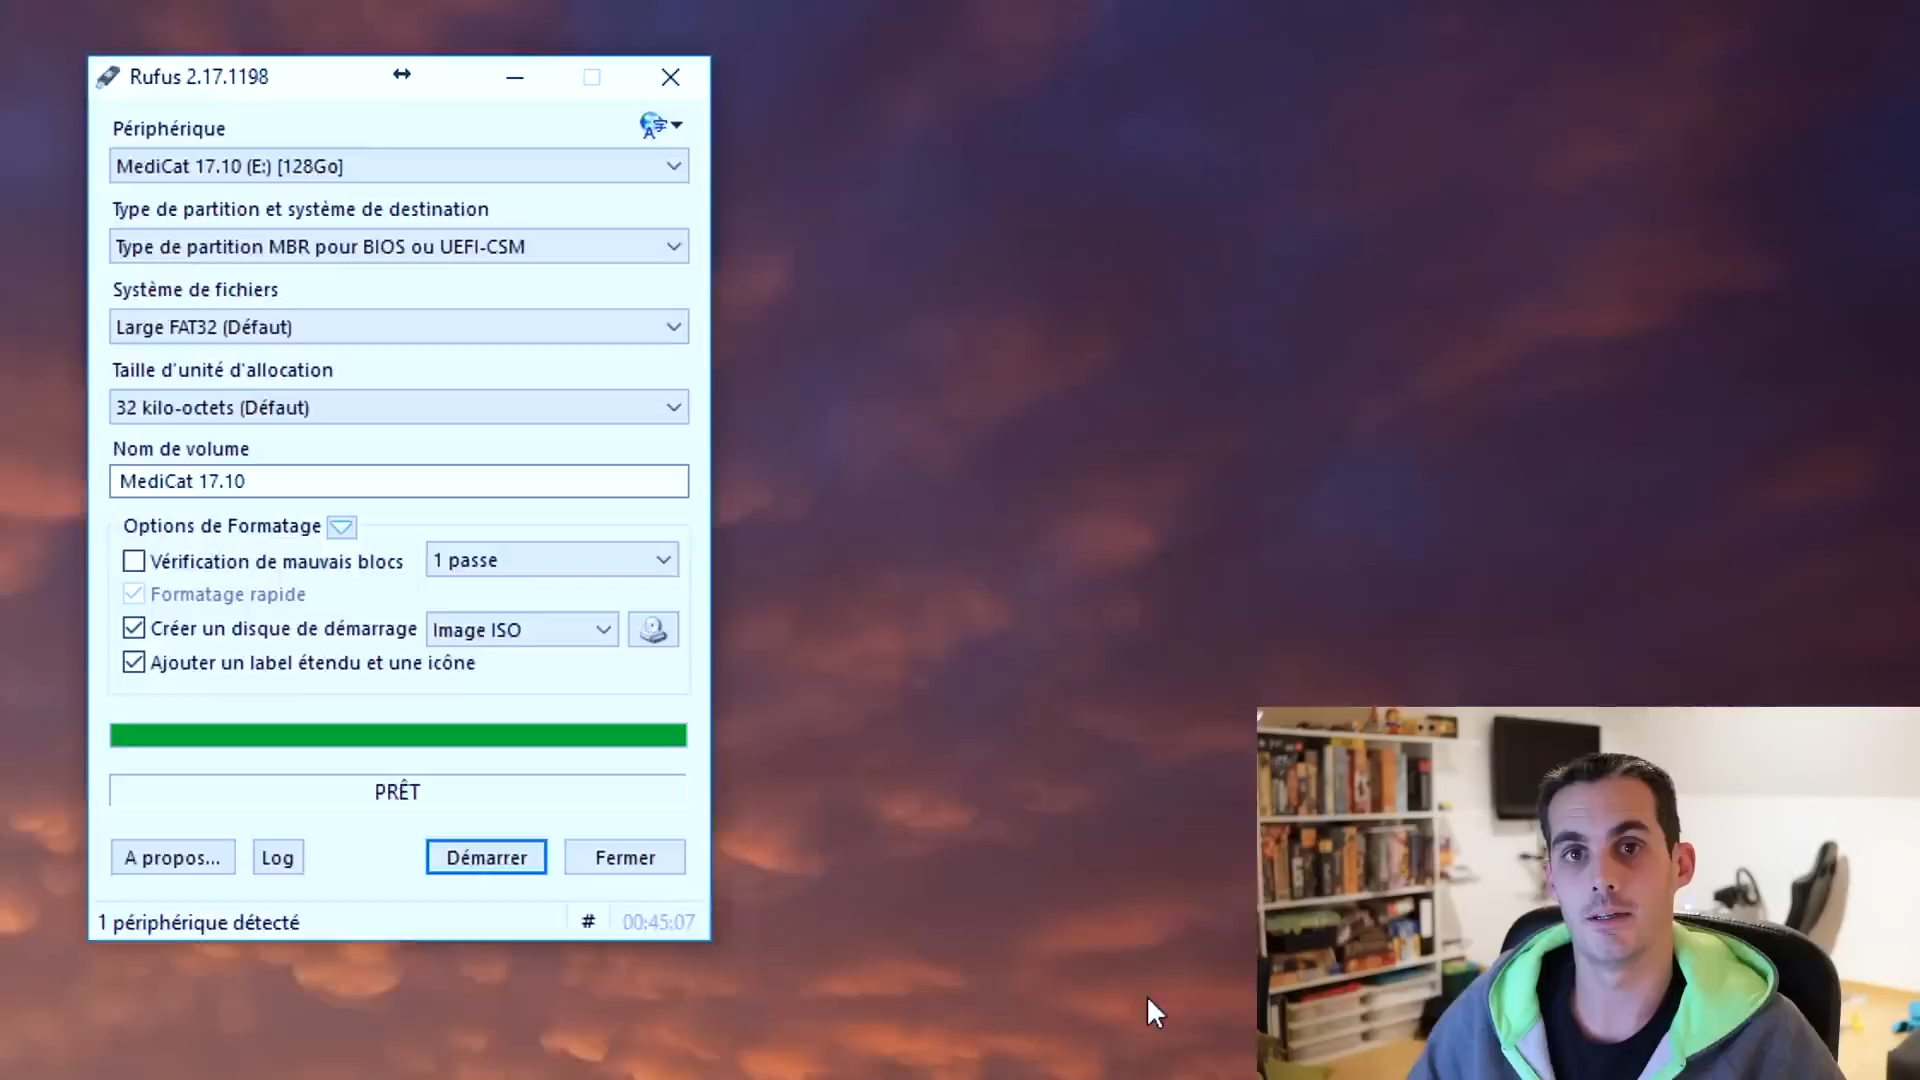 Rufus 2.17.1198
Périphérique
MediCat 17.10 (E:) [128Go]
Type de partition et système de destination
Type de partition MBR pour BIOS ou UEFI-CSM
Système de fichiers
Large FAT32 (Défaut)
Taille d'unité d'allocation
32 kilo-octets (Défaut)
Nom de volume
MediCat 17.10
Options de Formatage
Vérification de mauvais blocs 1 passe
Formatage rapide
Créer un disque de démarrage Image ISO
Ajouter un label étendu et une icône
PRÊT
A propos... Log Démarrer Fermer
1 périphérique détecté # 00:45:07